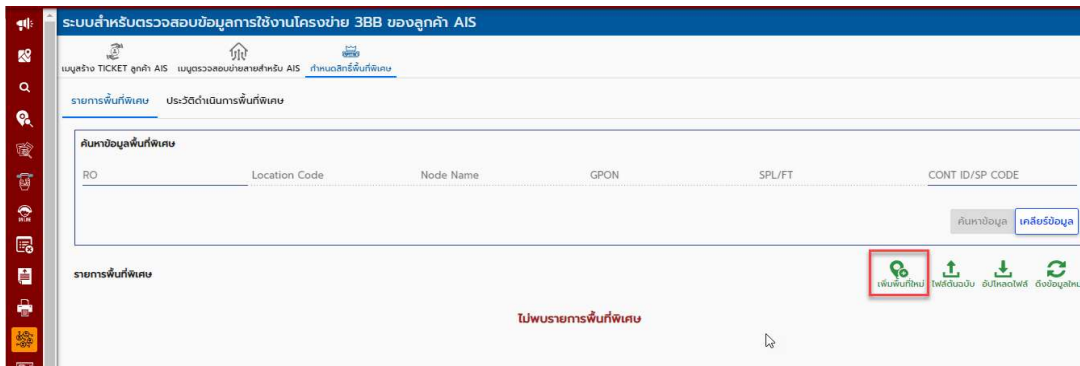 ระบบสำหรับตรวจสอบข้อมูลการใช้งานโครงข่าย 3BB ของลูกค้า AIS
เมนูสร้าง TICKET ลูกค้า AIS เมนูตรวจสอบข่ายสายสำหรับ AIS กำหนดสิทธิ์พื้นที่พิเศษ
รายการพื้นที่พิเศษ ประวัติดำเนินการพื้นที่พิเศษ
ค้นหาข้อมูลพื้นที่พิเศษ
RO Location Code Node Name GPON SPL/FT CONT ID/SP CODE
ค้นหาข้อมูล เคลียร์ข้อมูล
รายการพื้นที่พิเศษ
เพิ่มพื้นที่ใหม่ ไฟล์ต้นฉบับ อัปโหลดไฟล์ ดึงข้อมูลใหม่
ไม่พบรายการพื้นที่พิเศษ